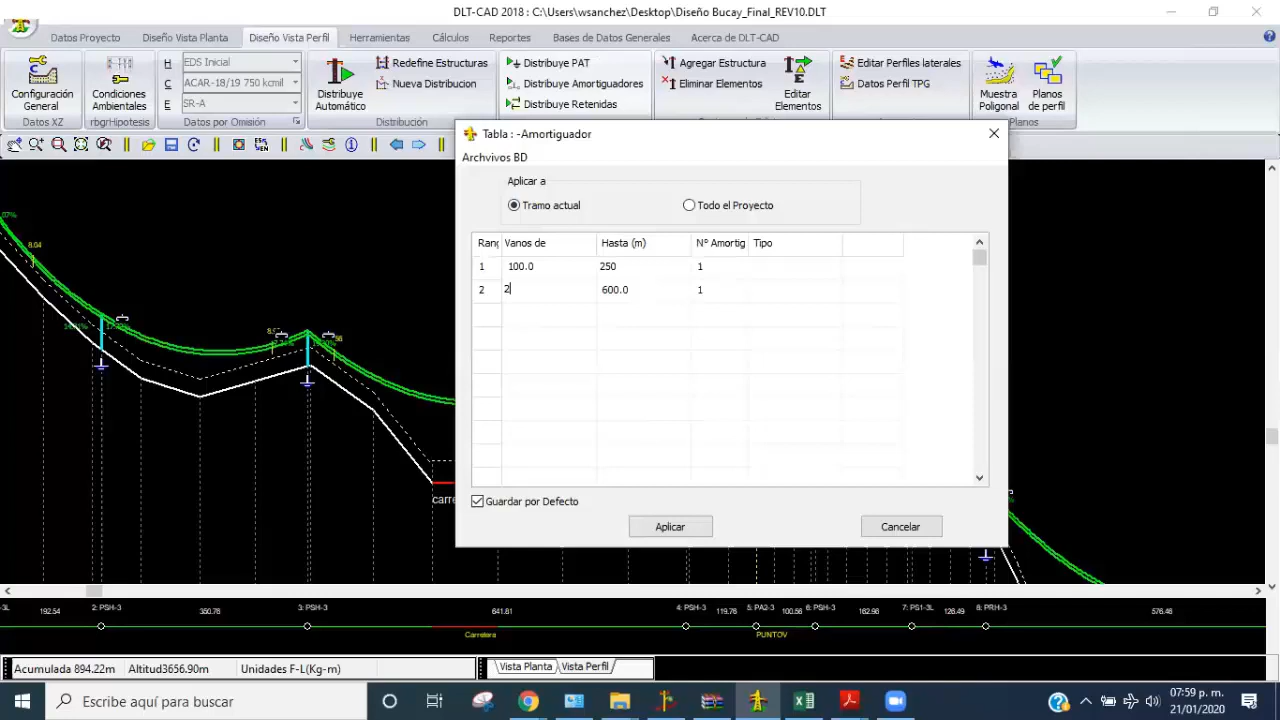 DLT-CAD 2018 : C:\Users\wsanchez\Desktop\Diseño Bucay_Final_REV10.DLT
Datos Proyecto Diseño Vista Planta Diseño Vista Perfil Herramientas Cálculos Reportes Bases de Datos Generales Acerca de DLT-CAD
Configuración General
Datos XZ
Condiciones Ambientales
rbgrHipotesis
H EDS Inicial
C ACAR-18/19 750 kcmil
E SR-A
Datos por Omisión
Distribuye Automático
Redefine Estructuras
Nueva Distribucion
Distribución
Distribuye PAT
Distribuye Amortiguadores
Distribuye Retenidas
Agregar Estructura
Eliminar Elementos
Editar Elementos
Editar Perfiles laterales
Datos Perfil TPG
Muestra Poligonal
Planos de perfil
Planos
Tabla : -Amortiguador
Archvivos BD
Aplicar a
Tramo actual Todo el Proyecto
Rang Vanos de Hasta (m) N° Amortig Tipo
1 100.0 250 1
2 2 600.0 1
Guardar por Defecto
Aplicar Cancelar
8.04
carre
-3L 192.54 2: PSH-3 350.76 3: PSH-3 641.81 4: PSH-3 119.76 5: PA2-3 100.56 6: PSH-3 162.98 7: PS1-3L 126.49 8: PRH-3 576.46
Carretera PUNTOV
Acumulada 894.22m Altitud3656.90m Unidades F-L(Kg-m) Vista Planta Vista Perfil
Escribe aquí para buscar
07:59 p. m.
21/01/2020